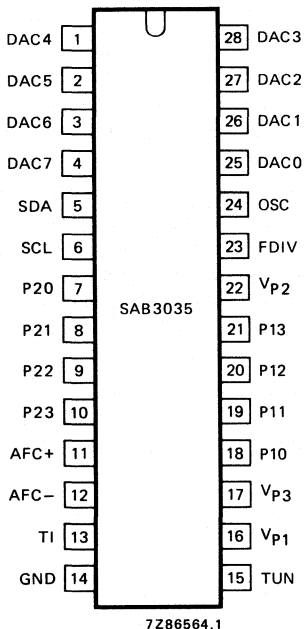 DAC4 1 28 DAC3
DAC5 2 27 DAC2
DAC6 3 26 DAC1
DAC7 4 25 DAC0
SDA 5 24 OSC
SCL 6 23 FDIV
P20 7 22 VP2
SAB3035
P21 8 21 P13
P22 9 20 P12
P23 10 19 P11
AFC+ 11 18 P10
AFC− 12 17 VP3
TI 13 16 VP1
GND 14 15 TUN
7Z86564.1